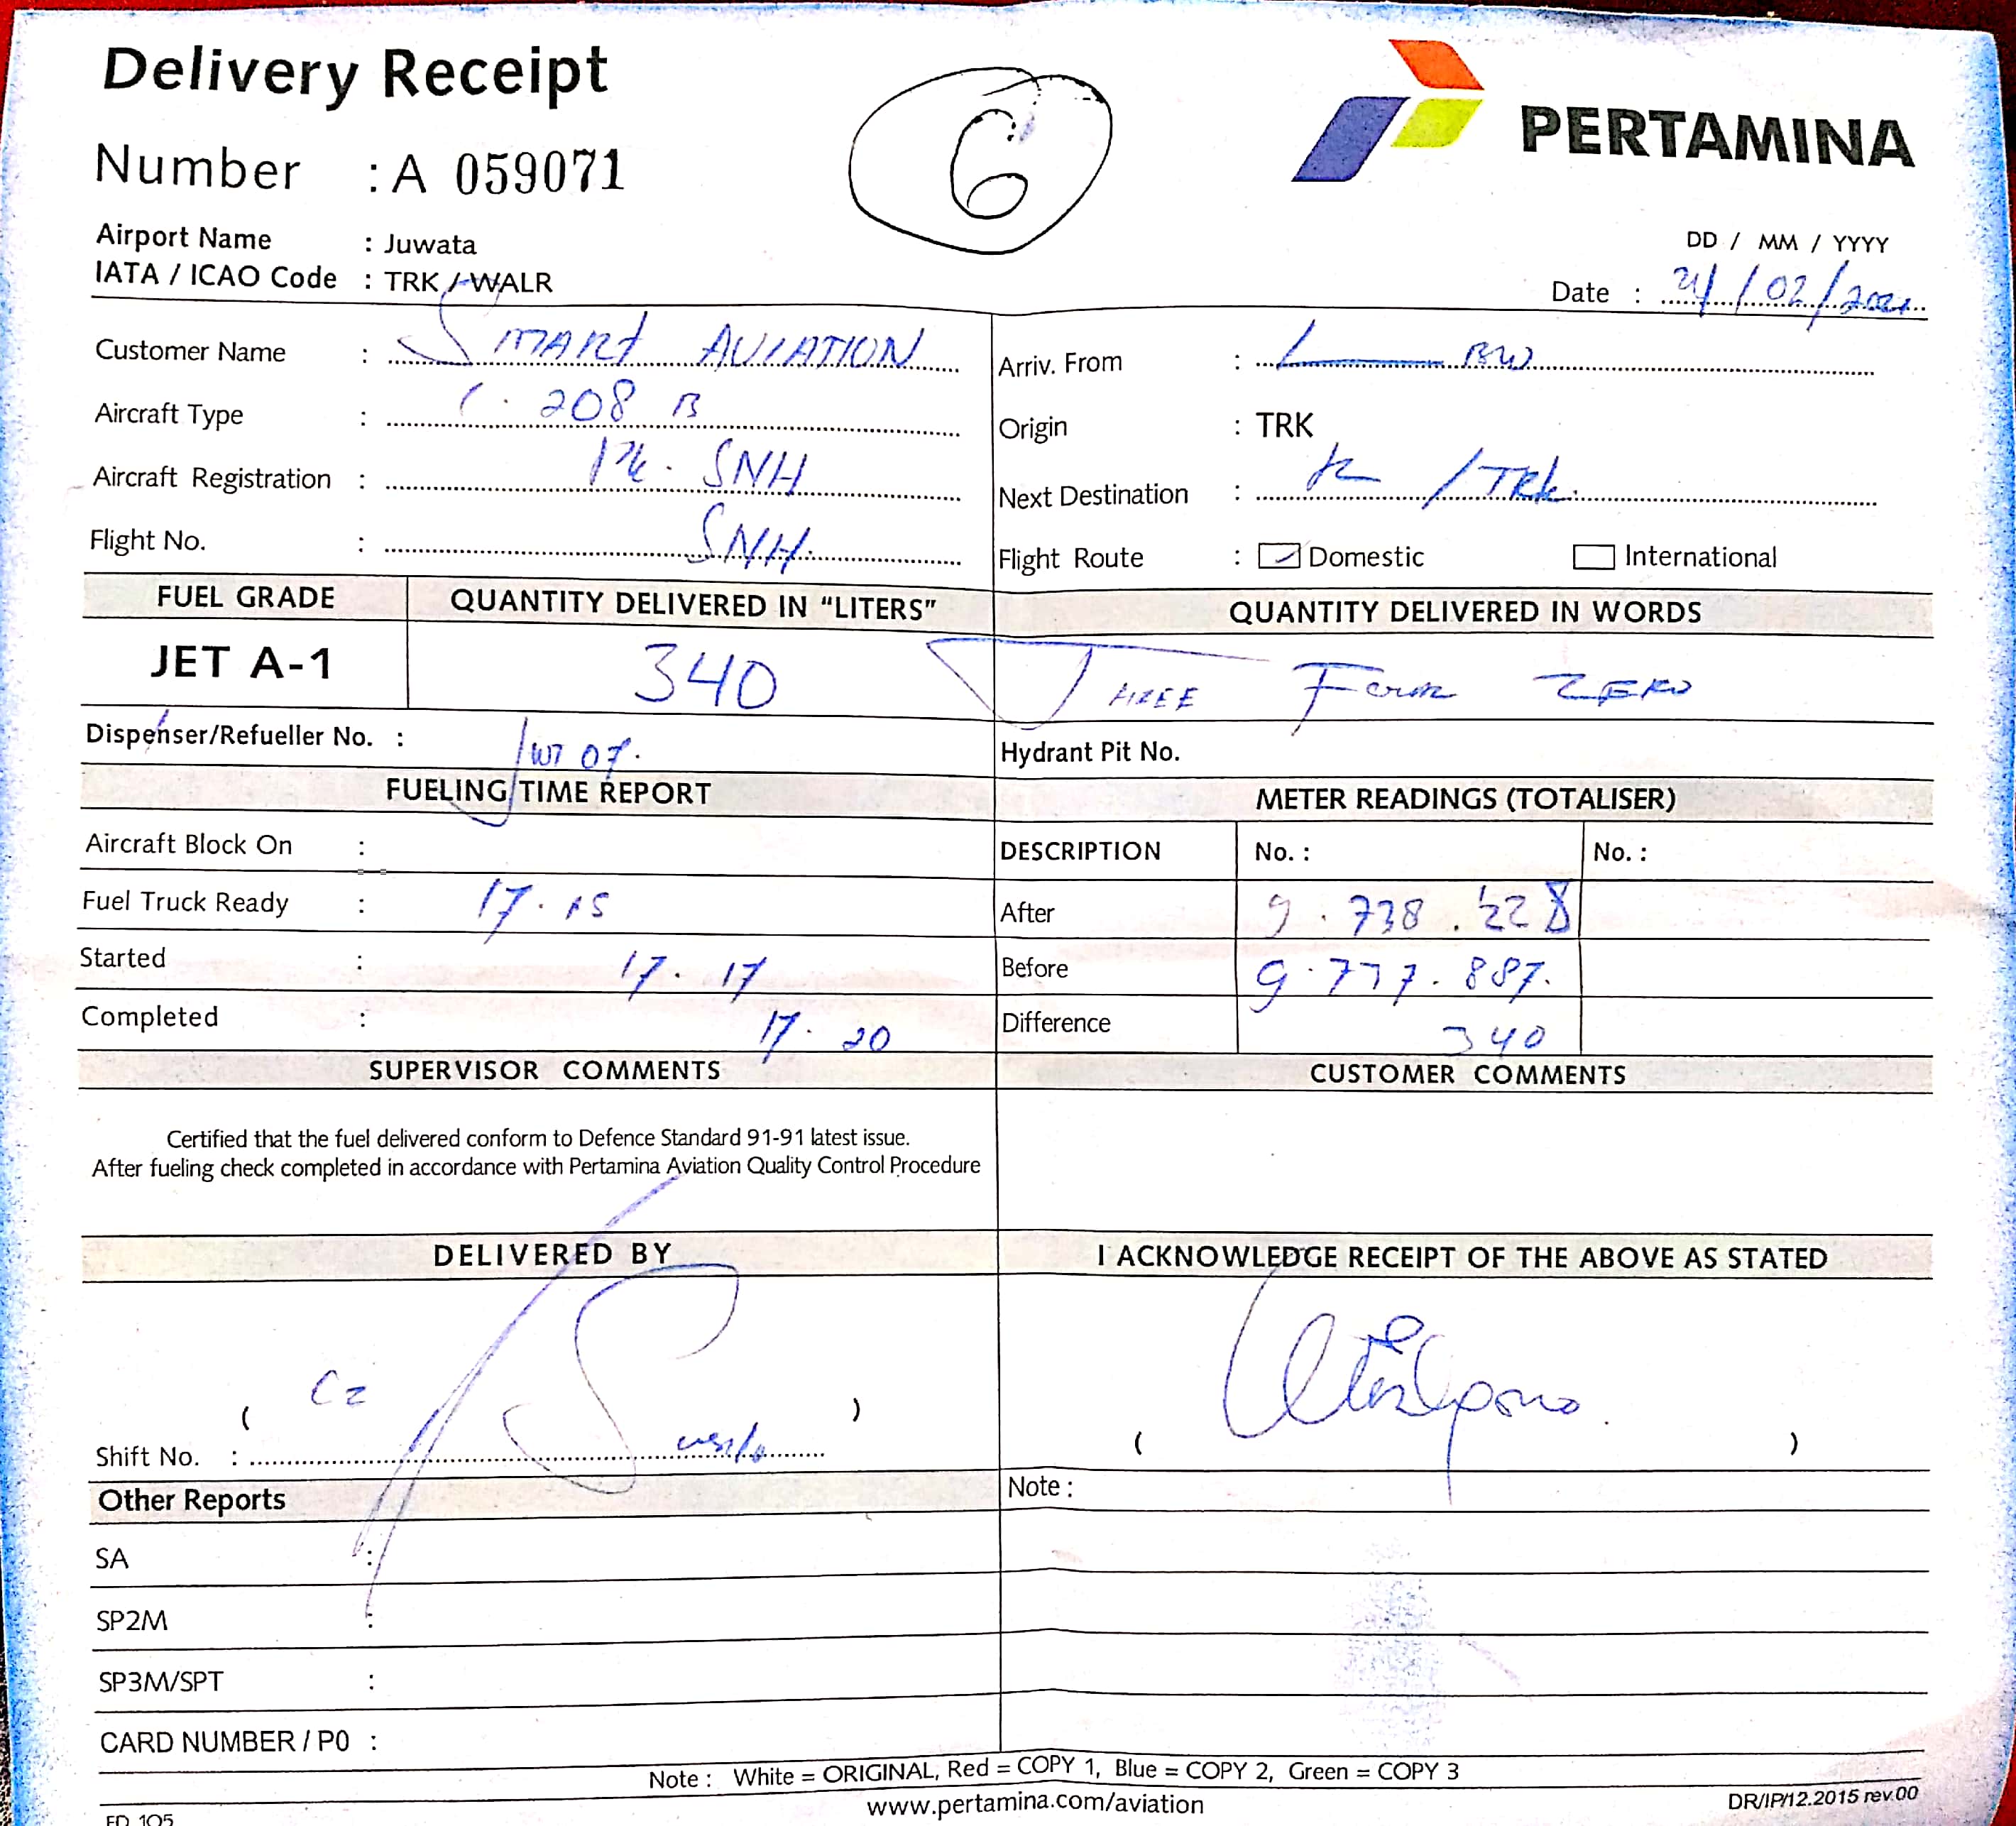 Delivery Receipt
6
PERTAMINA
Number : A 059071
Airport Name : Juwata
IATA / ICAO Code : TRK / WALR
DD / MM / YYYY
Date : /02/
Customer Name : SMART AVIATION
Arriv. From : BW
Aircraft Type : C. 208 B
Origin : TRK
Aircraft Registration : PK. SNH
Next Destination : / TRK.
Flight No. : SNH.
Flight Route : Domestic International
FUEL GRADE QUANTITY DELIVERED IN “LITERS” QUANTITY DELIVERED IN WORDS
JET A-1 340 THREE FOUR ZERO
Dispenser/Refueller No. : 07.
Hydrant Pit No.
FUELING TIME REPORT METER READINGS (TOTALISER)
Aircraft Block On :
DESCRIPTION No. : No. :
Fuel Truck Ready : 17.15
After 9.738.228
Started : 17.17
Before 9.737.887.
Completed : 17.20
Difference 340
SUPERVISOR COMMENTS CUSTOMER COMMENTS
Certified that the fuel delivered conform to Defence Standard 91-91 latest issue.
After fueling check completed in accordance with Pertamina Aviation Quality Control Procedure
DELIVERED BY I ACKNOWLEDGE RECEIPT OF THE ABOVE AS STATED
( )
( )
Shift No. :
Other Reports
Note :
SA :
SP2M :
SP3M/SPT :
CARD NUMBER / P0 :
Note : White = ORIGINAL, Red = COPY 1, Blue = COPY 2, Green = COPY 3
www.pertamina.com/aviation
DR/IP/12.2015 rev.00